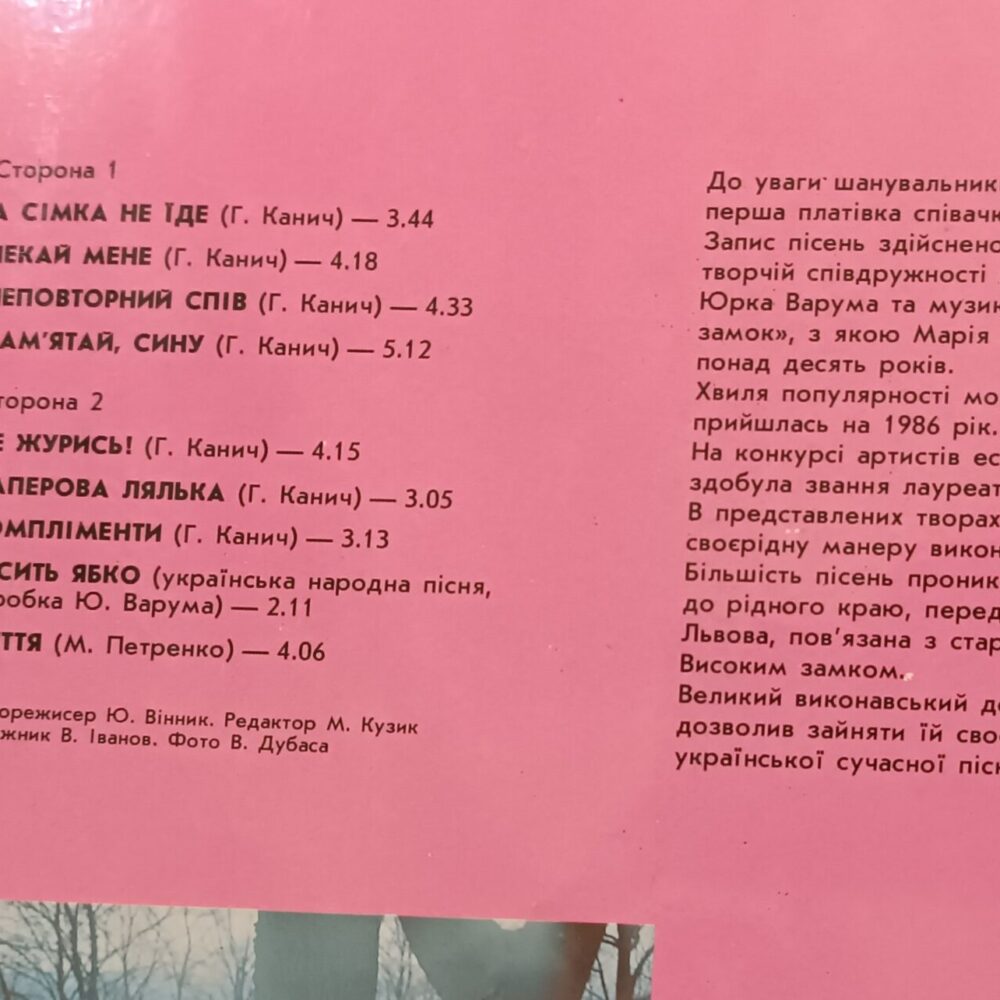 Сторона 1
А СІМКА НЕ ЇДЕ (Г. Канич) — 3.44
ЧЕКАЙ МЕНЕ (Г. Канич) — 4.18
НЕПОВТОРНИЙ СПІВ (Г. Канич) — 4.33
АМ'ЯТАЙ, СИНУ (Г. Канич) — 5.12
торона 2
Е ЖУРИСЬ! (Г. Канич) — 4.15
АПЕРОВА ЛЯЛЬКА (Г. Канич) — 3.05
ОМПЛІМЕНТИ (Г. Канич) — 3.13
СИТЬ ЯБКО (українська народна пісня,
робка Ю. Варума) — 2.11
ТТЯ (М. Петренко) — 4.06
орежисер Ю. Вінник. Редактор М. Кузик
жник В. Іванов. Фото В. Дубаса
До уваги шанувальникі
перша платівка співачк
Запис пісень здійснено
творчій співдружності
Юрка Варума та музик
замок», з якою Марія
понад десять років.
Хвиля популярності мо
прийшлась на 1986 рік.
На конкурсі артистів ес
здобула звання лауреат
В представлених творах
своєрідну манеру викон
Більшість пісень проник
до рідного краю, перед
Львова, пов'язана з стар
Високим замком.
Великий виконавський до
дозволив зайняти їй сво
української сучасної піс